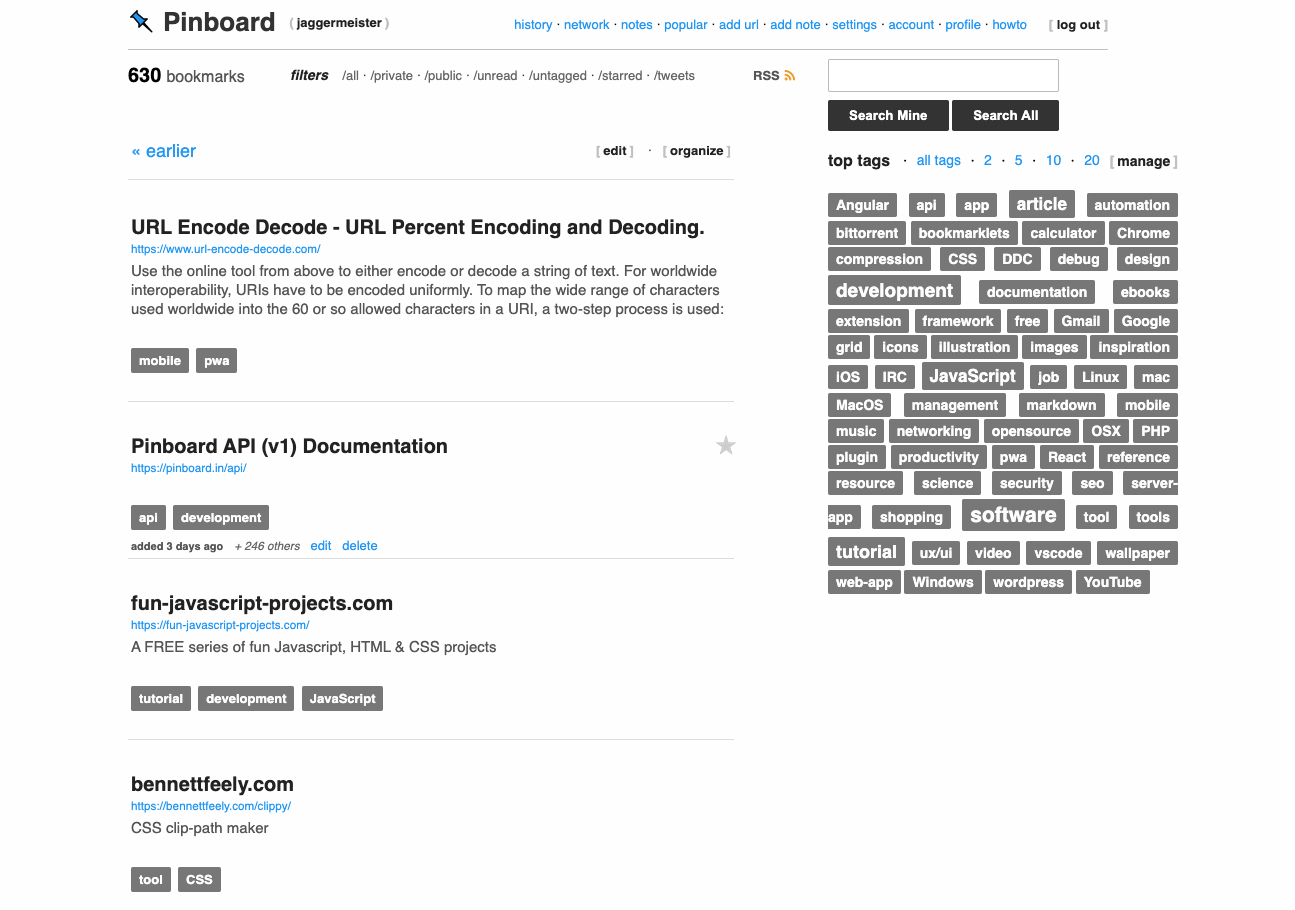 Pinboard ( jaggermeister )
history · network · notes · popular · add url · add note · settings · account · profile · howto [ log out ]
630 bookmarks
filters /all · /private · /public · /unread · /untagged · /starred · /tweets
RSS
Search Mine Search All
« earlier
[ edit ] · [ organize ]
URL Encode Decode - URL Percent Encoding and Decoding.
https://www.url-encode-decode.com/
Use the online tool from above to either encode or decode a string of text. For worldwide
interoperability, URIs have to be encoded uniformly. To map the wide range of characters
used worldwide into the 60 or so allowed characters in a URI, a two-step process is used:
mobile pwa
Pinboard API (v1) Documentation
https://pinboard.in/api/
api development
added 3 days ago + 246 others edit delete
fun-javascript-projects.com
https://fun-javascript-projects.com/
A FREE series of fun Javascript, HTML & CSS projects
tutorial development JavaScript
bennettfeely.com
https://bennettfeely.com/clippy/
CSS clip-path maker
tool CSS
top tags · all tags · 2 · 5 · 10 · 20 [ manage ]
Angular api app article automation
bittorrent bookmarklets calculator Chrome
compression CSS DDC debug design
development documentation ebooks
extension framework free Gmail Google
grid icons illustration images inspiration
iOS IRC JavaScript job Linux mac
MacOS management markdown mobile
music networking opensource OSX PHP
plugin productivity pwa React reference
resource science security seo server-
app shopping software tool tools
tutorial ux/ui video vscode wallpaper
web-app Windows wordpress YouTube